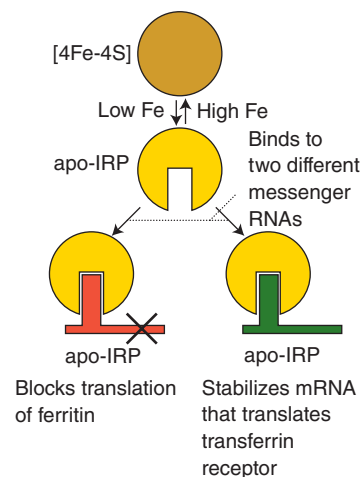 [4Fe-4S]
Low Fe
High Fe
apo-IRP
Binds to
two different
messenger
RNAs
apo-IRP
apo-IRP
Blocks translation
of ferritin
Stabilizes mRNA
that translates
transferrin
receptor